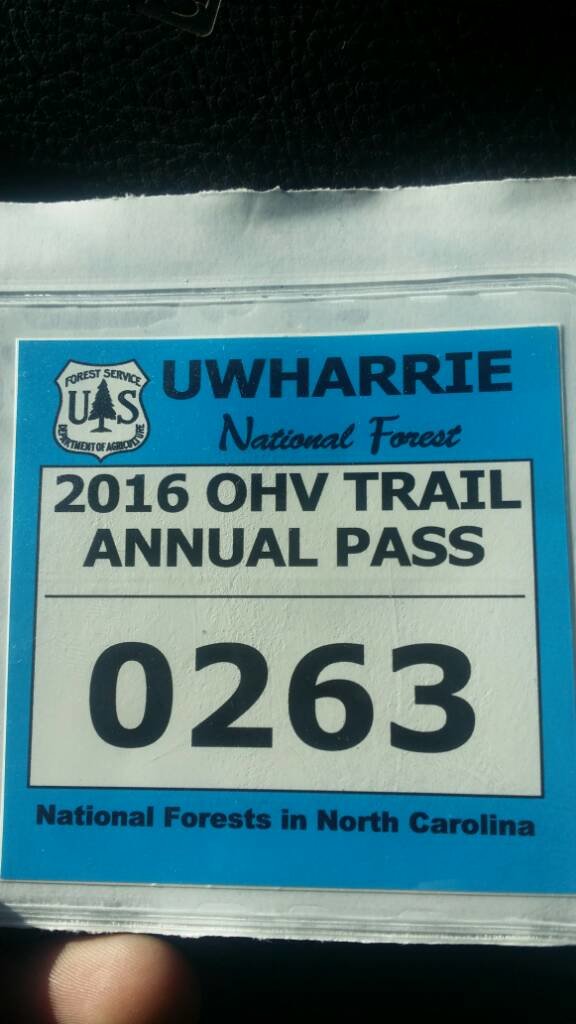 FOREST SERVICE
UAS
DEPARTMENT OF AGRICULTURE
UWHARRIE
National Forest
2016 OHV TRAIL
ANNUAL PASS
0263
National Forests in North Carolina